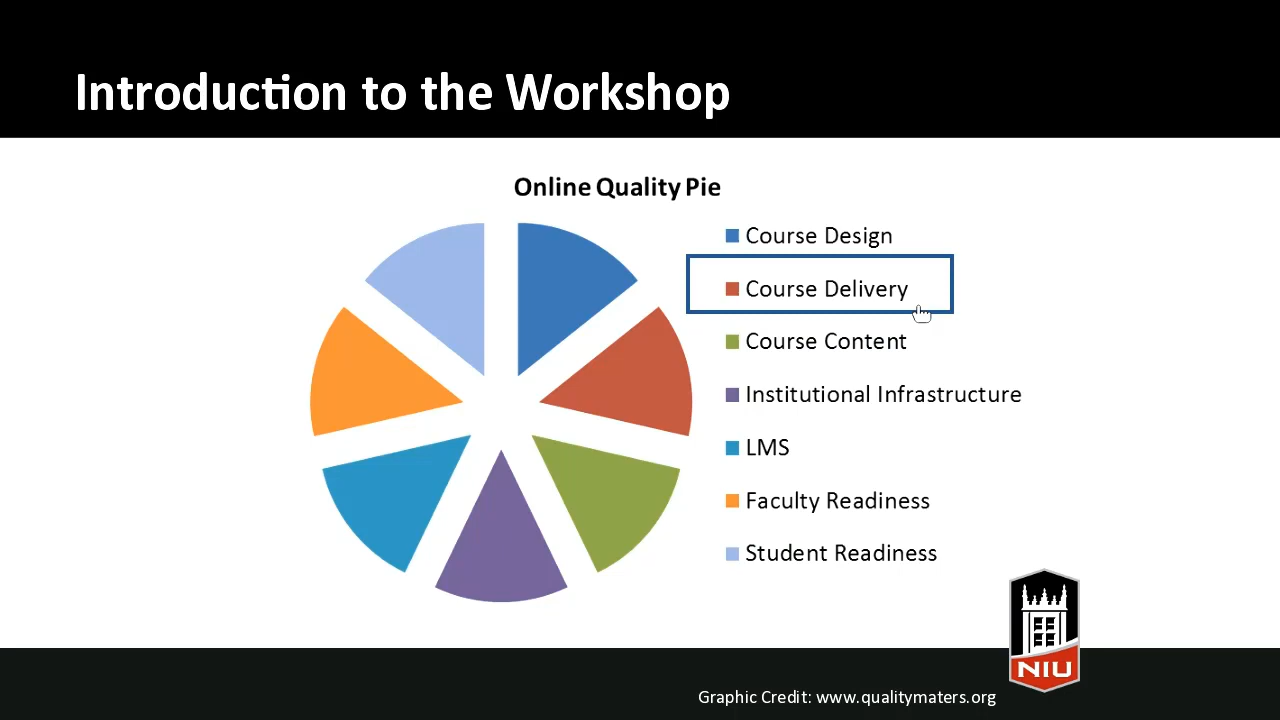 Introduction to the Workshop
Online Quality Pie
Course Design
Course Delivery
Course Content
Institutional Infrastructure
LMS
Faculty Readiness
Student Readiness
NIU
Graphic Credit: www.qualitymaters.org